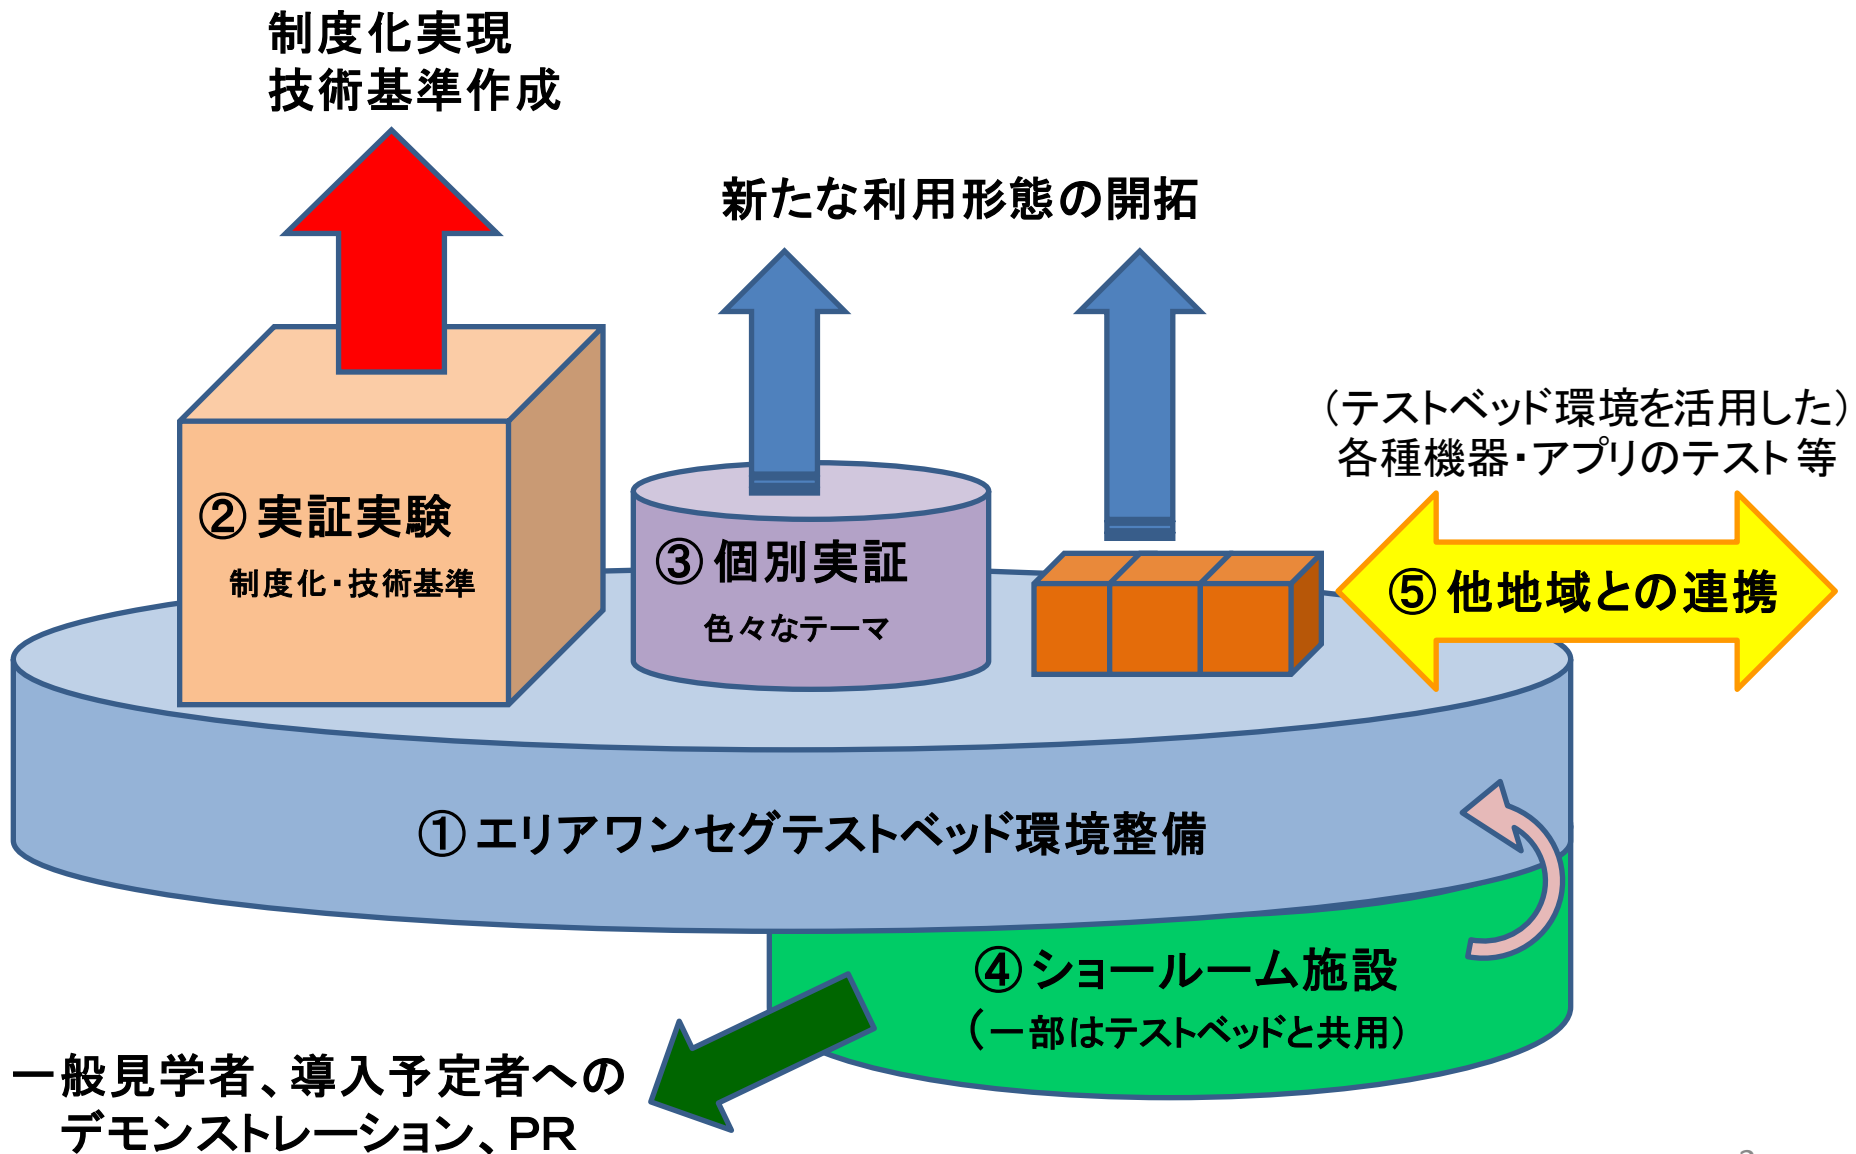 制度化実現
技術基準作成
新たな利用形態の開拓
（テストベッド環境を活用した）
各種機器・アプリのテスト等
②実証実験
制度化・技術基準
③個別実証
色々なテーマ
⑤他地域との連携
①エリアワンセグテストベッド環境整備
④ショールーム施設
（一部はテストベッドと共用）
一般見学者、導入予定者への
デモンストレーション、PR